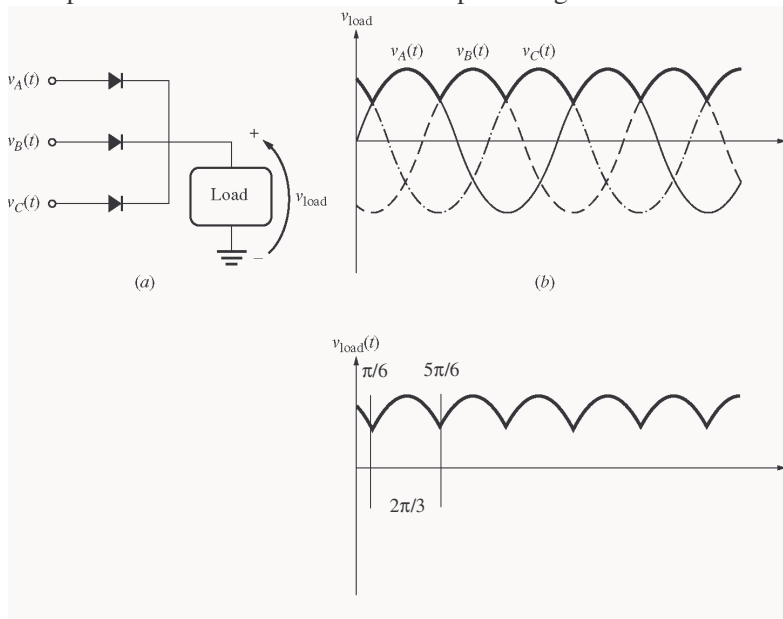 v_load
v_A(t) v_B(t) v_C(t)
v_A(t)
v_B(t)
v_C(t)
+
Load
v_load
−
(a)
(b)
v_load(t)
π/6 5π/6
2π/3